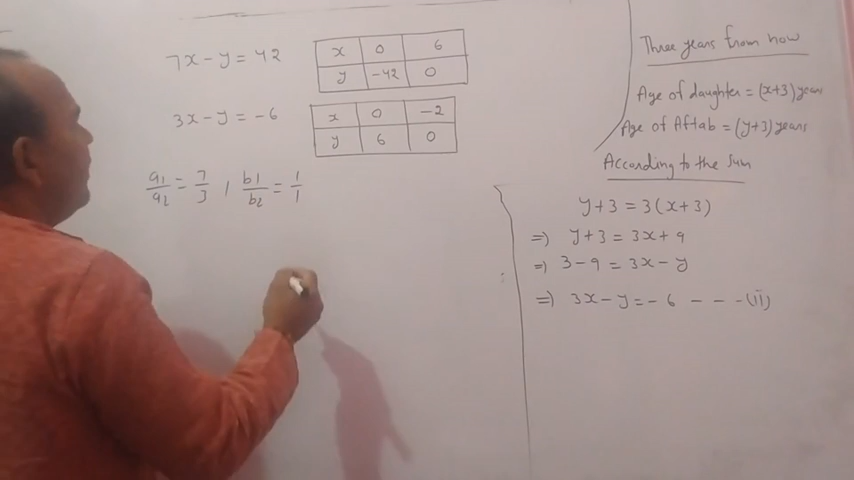 7x - y = 42
x 0 6
y -42 0
3x - y = -6
x 0 -2
y 6 0
a1/a2 = 7/3 , b1/b2 = 1/1
Three years from now
Age of daughter = (x+3) years
Age of Aftab = (y+3) years
According to the Sum
y+3 = 3(x+3)
=) y+3 = 3x+9
=) 3-9 = 3x-y
=) 3x-y = -6 - - -(ii)